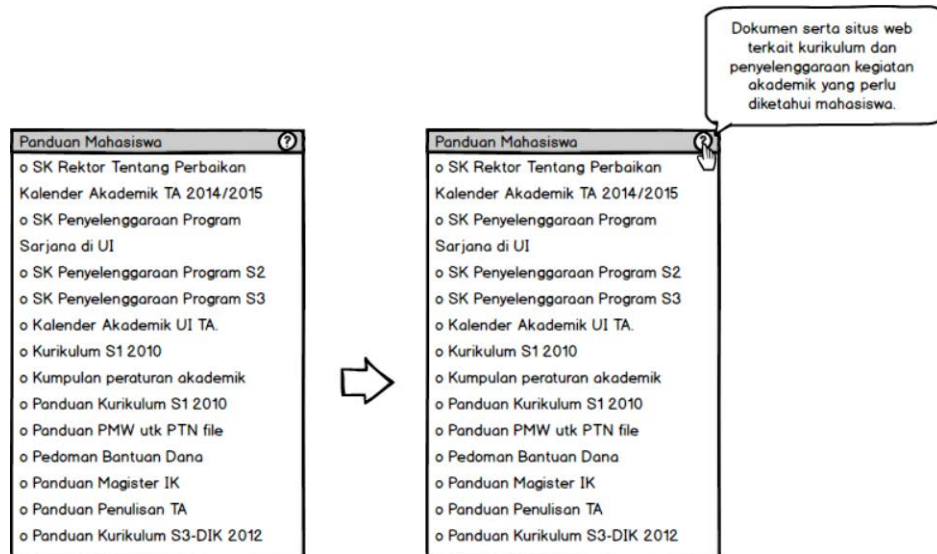 Dokumen serta situs web
terkait kurikulum dan
penyelenggaraan kegiatan
akademik yang perlu
diketahui mahasiswa.
Panduan Mahasiswa ?
o SK Rektor Tentang Perbaikan
Kalender Akademik TA 2014/2015
o SK Penyelenggaraan Program
Sarjana di UI
o SK Penyelenggaraan Program S2
o SK Penyelenggaraan Program S3
o Kalender Akademik UI TA.
o Kurikulum S1 2010
o Kumpulan peraturan akademik
o Panduan Kurikulum S1 2010
o Panduan PMW utk PTN file
o Pedoman Bantuan Dana
o Panduan Magister IK
o Panduan Penulisan TA
o Panduan Kurikulum S3-DIK 2012
Panduan Mahasiswa ?
o SK Rektor Tentang Perbaikan
Kalender Akademik TA 2014/2015
o SK Penyelenggaraan Program
Sarjana di UI
o SK Penyelenggaraan Program S2
o SK Penyelenggaraan Program S3
o Kalender Akademik UI TA.
o Kurikulum S1 2010
o Kumpulan peraturan akademik
o Panduan Kurikulum S1 2010
o Panduan PMW utk PTN file
o Pedoman Bantuan Dana
o Panduan Magister IK
o Panduan Penulisan TA
o Panduan Kurikulum S3-DIK 2012